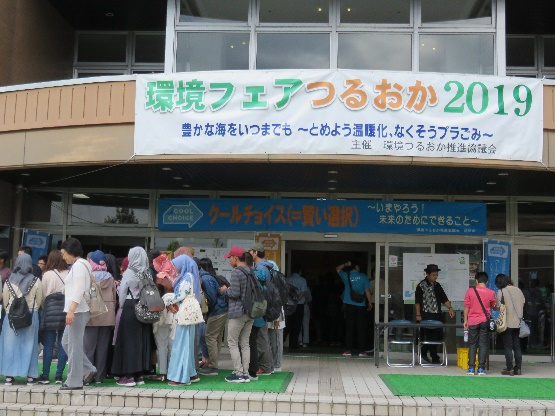 環境フェアつるおか2019
豊かな海をいつまでも ～とめよう温暖化、なくそうプラごみ～
主催 環境つるおか推進協議会
COOL CHOICE
クールチョイス(=賢い選択)
～いまやろう!
未来のためにできること～